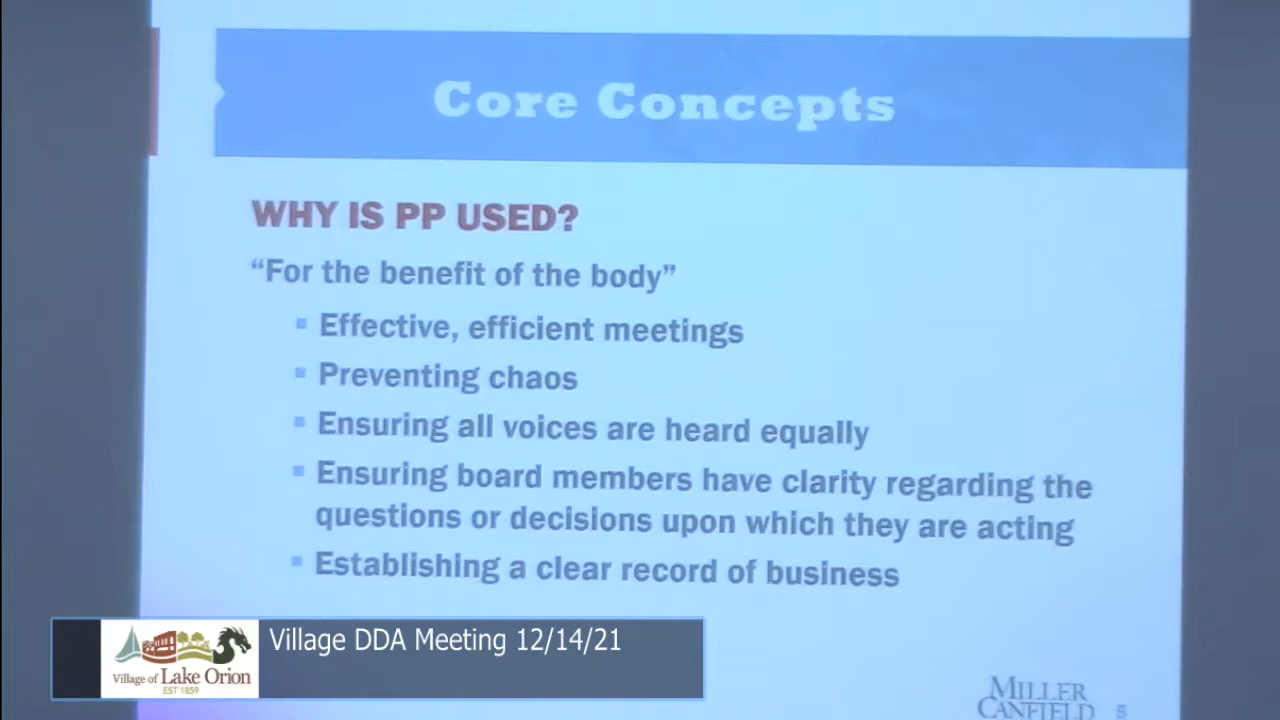 Core Concepts
WHY IS PP USED?
“For the benefit of the body”
Effective, efficient meetings
Preventing chaos
Ensuring all voices are heard equally
Ensuring board members have clarity regarding the
questions or decisions upon which they are acting
Establishing a clear record of business
Village DDA Meeting 12/14/21
Village of Lake Orion
EST 1859
MILLER
CANFIELD
5